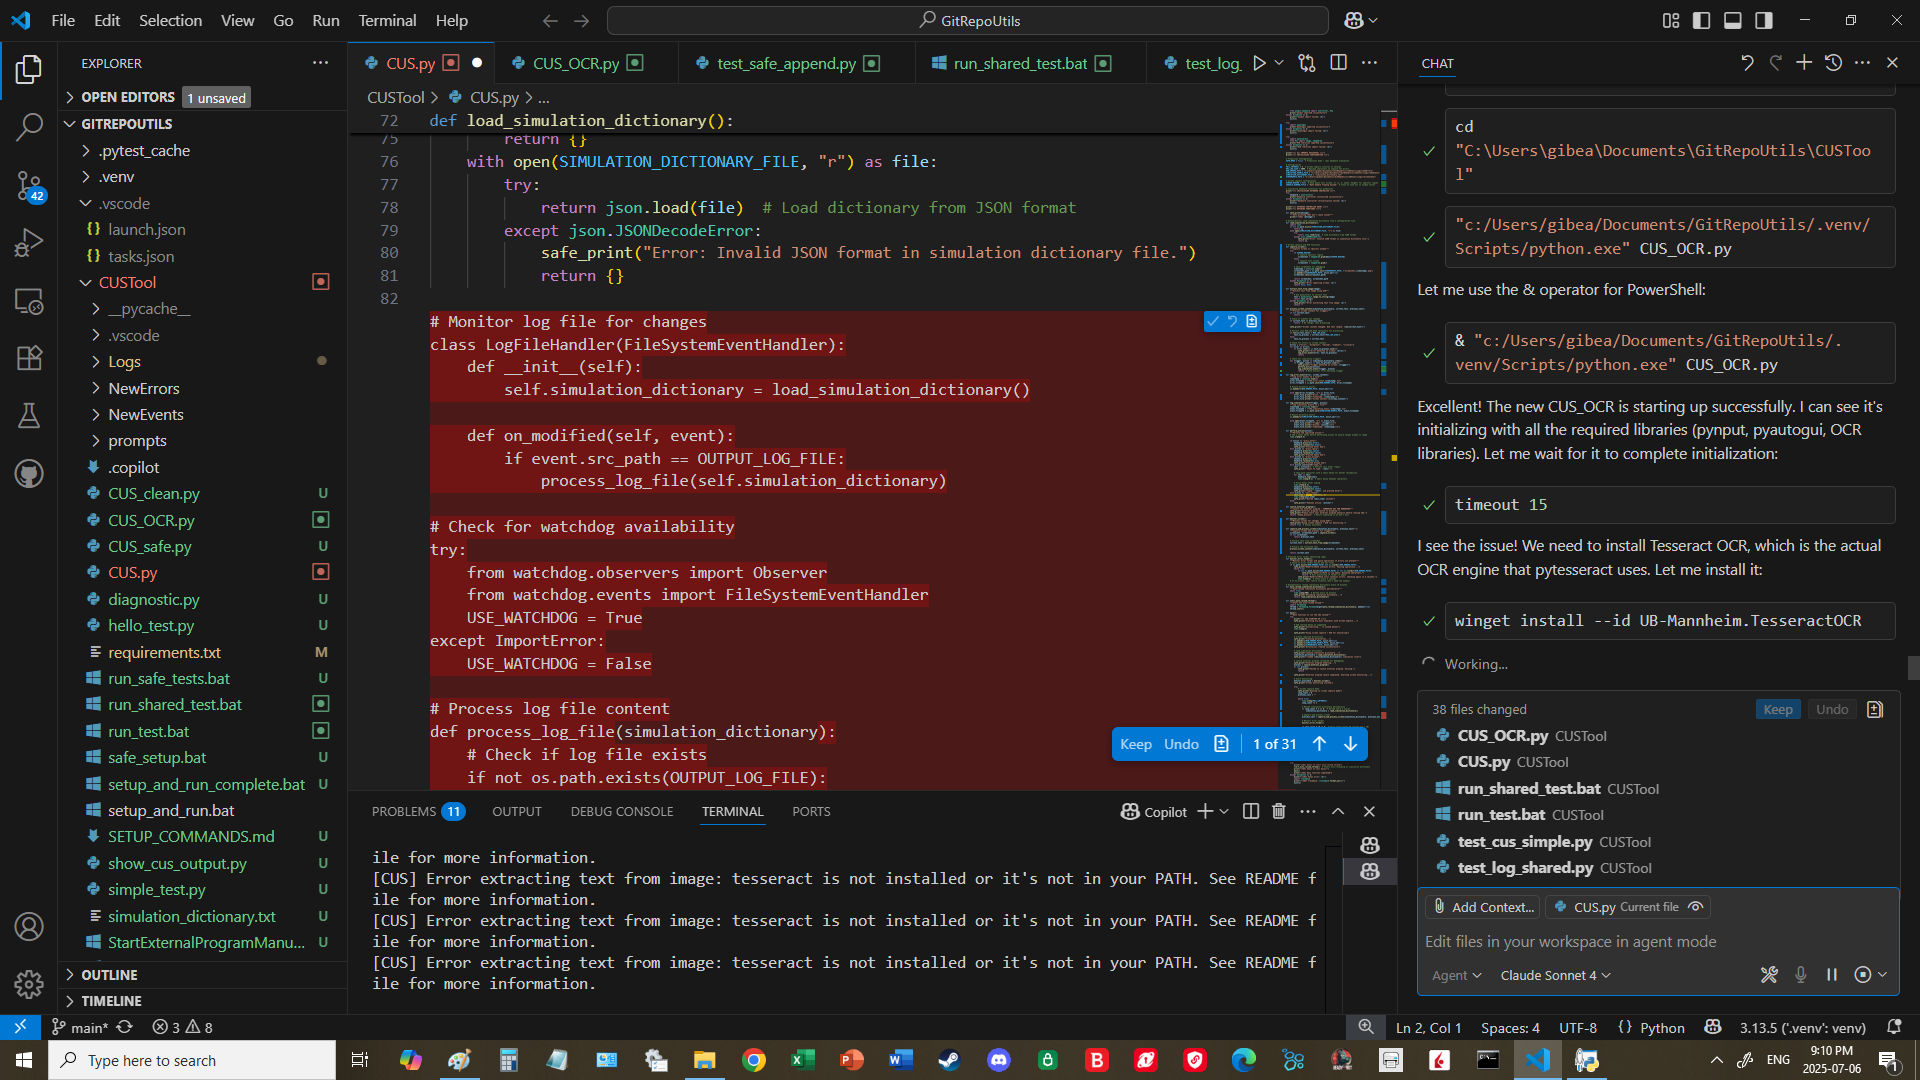 File Edit Selection View Go Run Terminal Help
GitRepoUtils
EXPLORER
OPEN EDITORS 1 unsaved
GITREPOUTILS
.pytest_cache
.venv
.vscode
launch.json
tasks.json
CUSTool
__pycache__
.vscode
Logs
NewErrors
NewEvents
prompts
.copilot
CUS_clean.py U
CUS_OCR.py
CUS_safe.py U
CUS.py
diagnostic.py U
hello_test.py U
requirements.txt M
run_safe_tests.bat U
run_shared_test.bat
run_test.bat
safe_setup.bat U
setup_and_run_complete.bat U
setup_and_run.bat
SETUP_COMMANDS.md U
show_cus_output.py U
simple_test.py U
simulation_dictionary.txt U
StartExternalProgramManu... U
OUTLINE
TIMELINE
42
CUS.py
CUS_OCR.py
test_safe_append.py
run_shared_test.bat
test_log_
CUSTool > CUS.py > ...
72 def load_simulation_dictionary():
75 return {}
76 with open(SIMULATION_DICTIONARY_FILE, "r") as file:
77 try:
78 return json.load(file) # Load dictionary from JSON format
79 except json.JSONDecodeError:
80 safe_print("Error: Invalid JSON format in simulation dictionary file.")
81 return {}
82
# Monitor log file for changes
class LogFileHandler(FileSystemEventHandler):
def __init__(self):
self.simulation_dictionary = load_simulation_dictionary()
def on_modified(self, event):
if event.src_path == OUTPUT_LOG_FILE:
process_log_file(self.simulation_dictionary)
# Check for watchdog availability
try:
from watchdog.observers import Observer
from watchdog.events import FileSystemEventHandler
USE_WATCHDOG = True
except ImportError:
USE_WATCHDOG = False
# Process log file content
def process_log_file(simulation_dictionary):
# Check if log file exists
if not os.path.exists(OUTPUT_LOG_FILE):
Keep Undo 1 of 31
PROBLEMS 11 OUTPUT DEBUG CONSOLE TERMINAL PORTS
Copilot
ile for more information.
[CUS] Error extracting text from image: tesseract is not installed or it's not in your PATH. See README f
ile for more information.
[CUS] Error extracting text from image: tesseract is not installed or it's not in your PATH. See README f
ile for more information.
[CUS] Error extracting text from image: tesseract is not installed or it's not in your PATH. See README f
ile for more information.
CHAT
cd
"C:\Users\gibea\Documents\GitRepoUtils\CUSToo
l"
"c:/Users/gibea/Documents/GitRepoUtils/.venv/
Scripts/python.exe" CUS_OCR.py
Let me use the & operator for PowerShell:
& "c:/Users/gibea/Documents/GitRepoUtils/.
venv/Scripts/python.exe" CUS_OCR.py
Excellent! The new CUS_OCR is starting up successfully. I can see it's
initializing with all the required libraries (pynput, pyautogui, OCR
libraries). Let me wait for it to complete initialization:
timeout 15
I see the issue! We need to install Tesseract OCR, which is the actual
OCR engine that pytesseract uses. Let me install it:
winget install --id UB-Mannheim.TesseractOCR
Working...
38 files changed Keep Undo
CUS_OCR.py CUSTool
CUS.py CUSTool
run_shared_test.bat CUSTool
run_test.bat CUSTool
test_cus_simple.py CUSTool
test_log_shared.py CUSTool
Add Context... CUS.py Current file
Edit files in your workspace in agent mode
Agent Claude Sonnet 4
main* 3 8
Ln 2, Col 1 Spaces: 4 UTF-8 {} Python 3.13.5 ('.venv': venv)
Type here to search
ENG
9:10 PM
2025-07-06
1